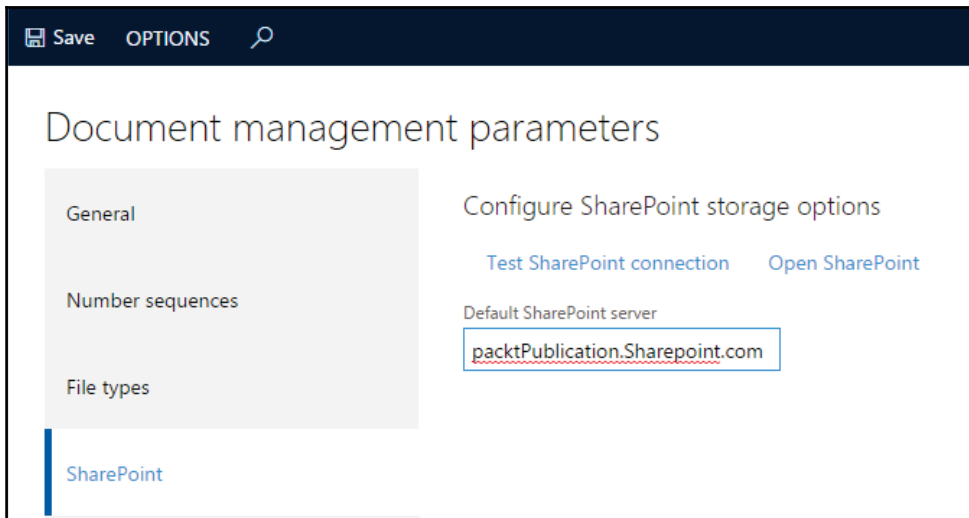 Save OPTIONS
Document management parameters
General
Number sequences
File types
SharePoint
Configure SharePoint storage options
Test SharePoint connection Open SharePoint
Default SharePoint server
packtPublication.Sharepoint.com